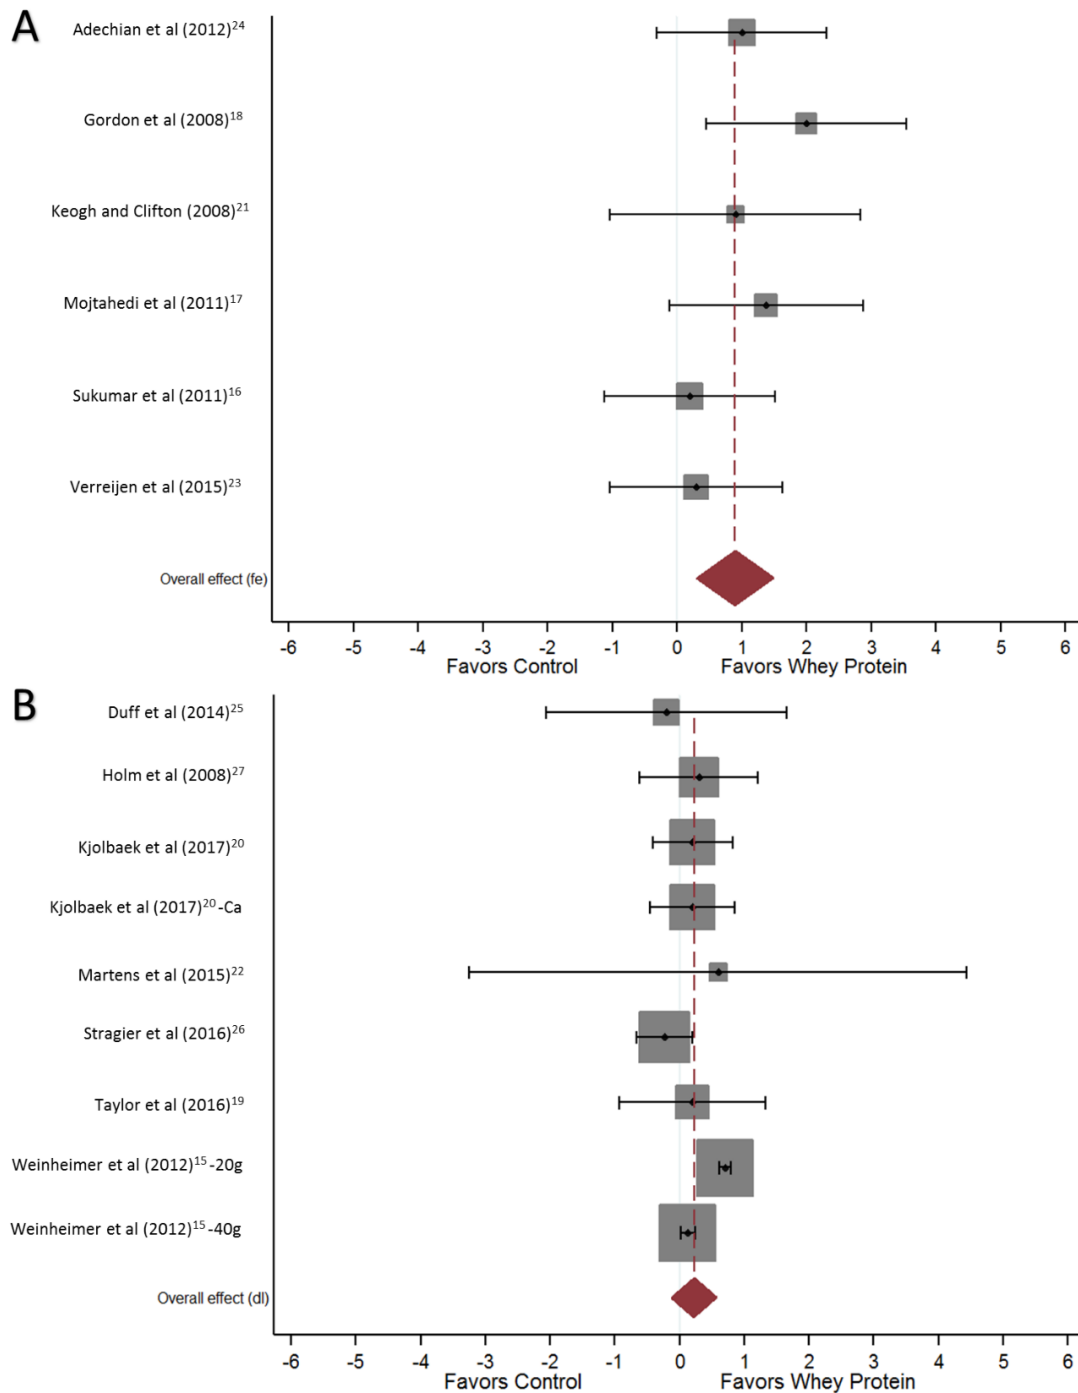 A
Adechian et al (2012)24
Gordon et al (2008)18
Keogh and Clifton (2008)21
Mojtahedi et al (2011)17
Sukumar et al (2011)16
Verreijen et al (2015)23
Overall effect (fe)
-6 -5 -4 -3 -2 -1 0 1 2 3 4 5 6
Favors Control Favors Whey Protein
B
Duff et al (2014)25
Holm et al (2008)27
Kjolbaek et al (2017)20
Kjolbaek et al (2017)20-Ca
Martens et al (2015)22
Stragier et al (2016)26
Taylor et al (2016)19
Weinheimer et al (2012)15-20g
Weinheimer et al (2012)15-40g
Overall effect (dl)
-6 -5 -4 -3 -2 -1 0 1 2 3 4 5 6
Favors Control Favors Whey Protein